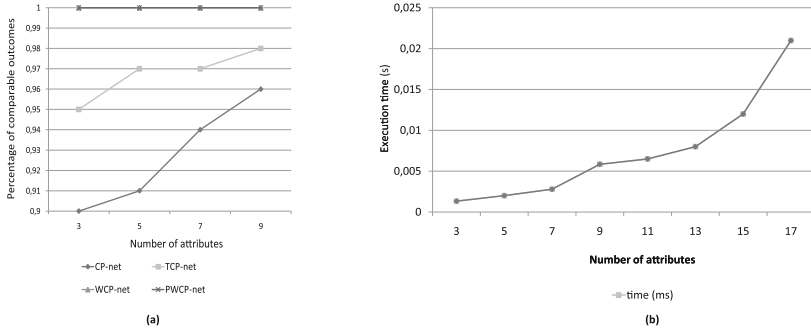 Percentage of comparable outcomes
1
0,99
0,98
0,97
0,96
0,95
0,94
0,93
0,92
0,91
0,9
3 5 7 9
Number of attributes
CP-net TCP-net
WCP-net PWCP-net
(a)
Execution time (s)
0,025
0,02
0,015
0,01
0,005
0
3 5 7 9 11 13 15 17
Number of attributes
time (ms)
(b)